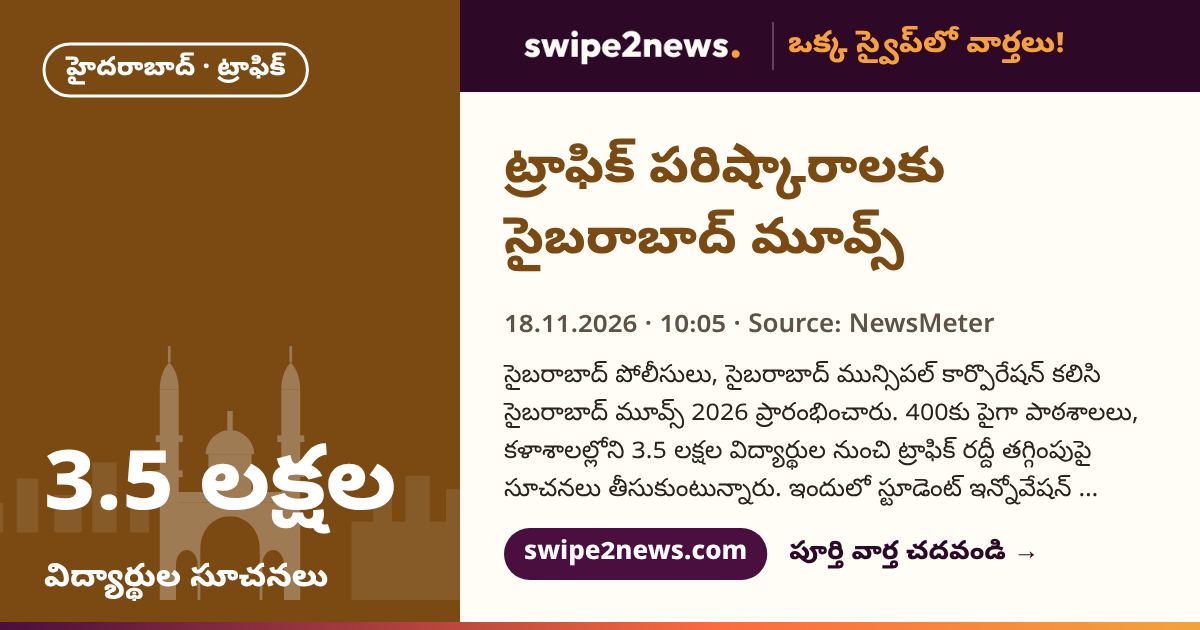 హైదరాబాద్ · ట్రాఫిక్
3.5 లక్షల
విద్యార్థుల సూచనలు
swipe2news.
ఒక్క స్వైప్‌లో వార్తలు!
ట్రాఫిక్ పరిష్కారాలకు
సైబరాబాద్ మూవ్స్
18.11.2026 · 10:05 · Source: NewsMeter
సైబరాబాద్ పోలీసులు, సైబరాబాద్ మున్సిపల్ కార్పొరేషన్ కలిసి
సైబరాబాద్ మూవ్స్ 2026 ప్రారంభించారు. 400కు పైగా పాఠశాలలు,
కళాశాలల్లోని 3.5 లక్షల విద్యార్థుల నుంచి ట్రాఫిక్ రద్దీ తగ్గింపుపై
సూచనలు తీసుకుంటున్నారు. ఇందులో స్టూడెంట్ ఇన్నోవేషన్ ...
swipe2news.com
పూర్తి వార్త చదవండి →